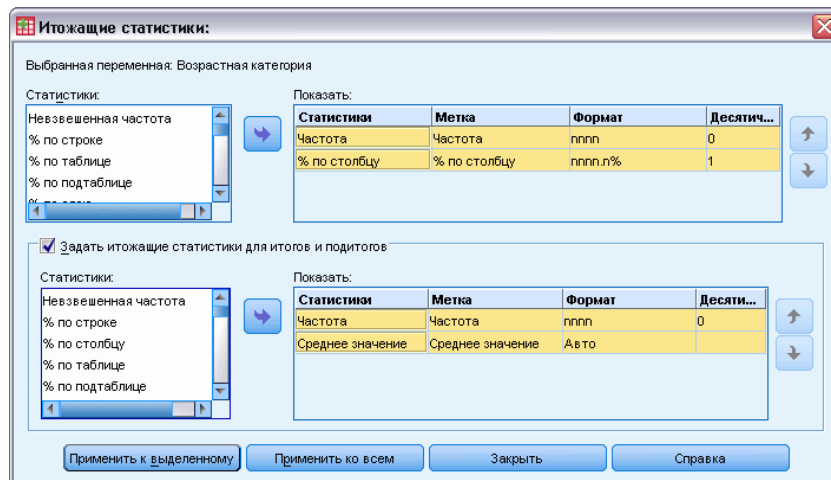 Итожащие статистики:
Выбранная переменная: Возрастная категория
Статистики:
Невзвешенная частота
% по строке
% по таблице
% по подтаблице
Показать:
Статистики Метка Формат Десятич...
Частота Частота nnnn 0
% по столбцу % по столбцу nnnn.n% 1
Задать итожащие статистики для итогов и подитогов
Статистики:
Невзвешенная частота
% по строке
% по столбцу
% по таблице
% по подтаблице
Показать:
Статистики Метка Формат Десяти...
Частота Частота nnnn 0
Среднее значение Среднее значение Авто
Применить к выделенному Применить ко всем Закрыть Справка